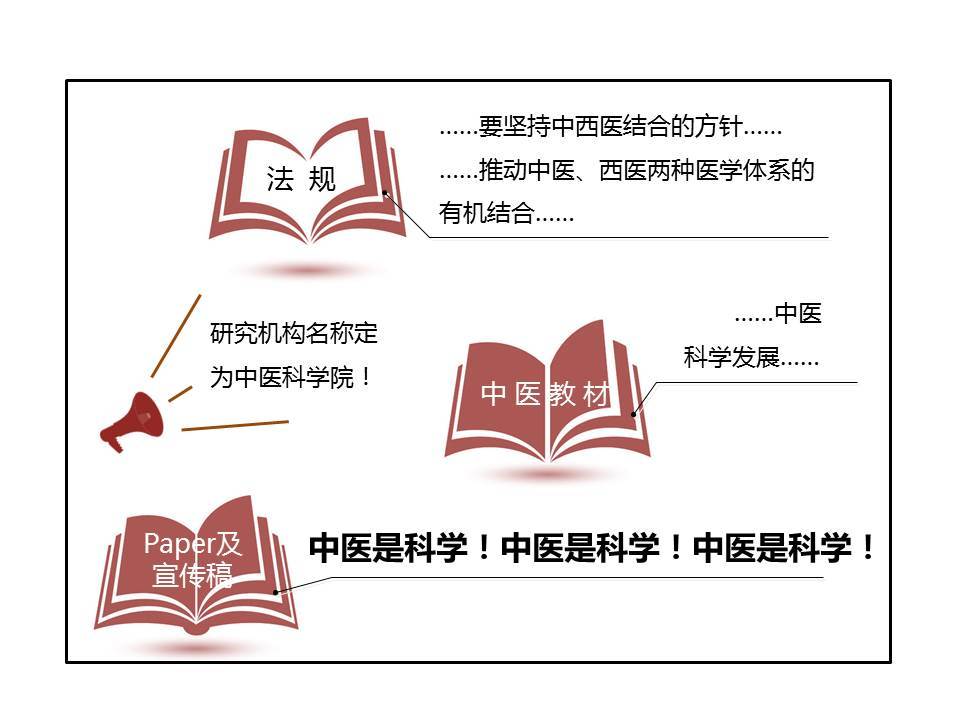 法 规
......要坚持中西医结合的方针......
......推动中医、西医两种医学体系的
有机结合......
研究机构名称定
为中医科学院！
......中医
科学发展......
中医教材
Paper及
宣传稿
中医是科学！中医是科学！中医是科学！